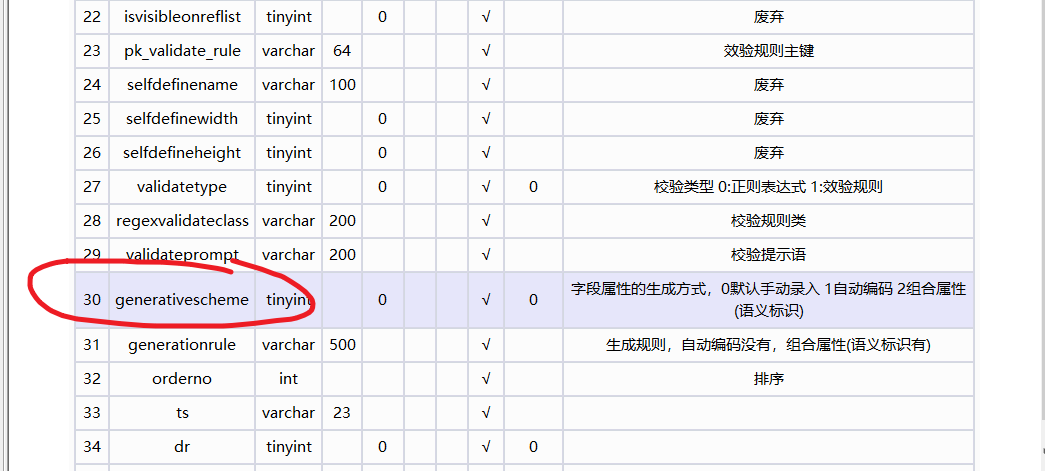 22 isvisibleonreflist tinyint 0 √ 废弃
23 pk_validate_rule varchar 64 √ 效验规则主键
24 selfdefinename varchar 100 √ 废弃
25 selfdefinewidth tinyint 0 √ 废弃
26 selfdefineheight tinyint 0 √ 废弃
27 validatetype tinyint 0 √ 0 校验类型 0:正则表达式 1:效验规则
28 regexvalidateclass varchar 200 √ 校验规则类
29 validateprompt varchar 200 √ 校验提示语
30 generativescheme tinyint 0 √ 0 字段属性的生成方式，0默认手动录入 1自动编码 2组合属性
(语义标识)
31 generationrule varchar 500 √ 生成规则，自动编码没有，组合属性(语义标识有)
32 orderno int √ 排序
33 ts varchar 23 √
34 dr tinyint 0 √ 0